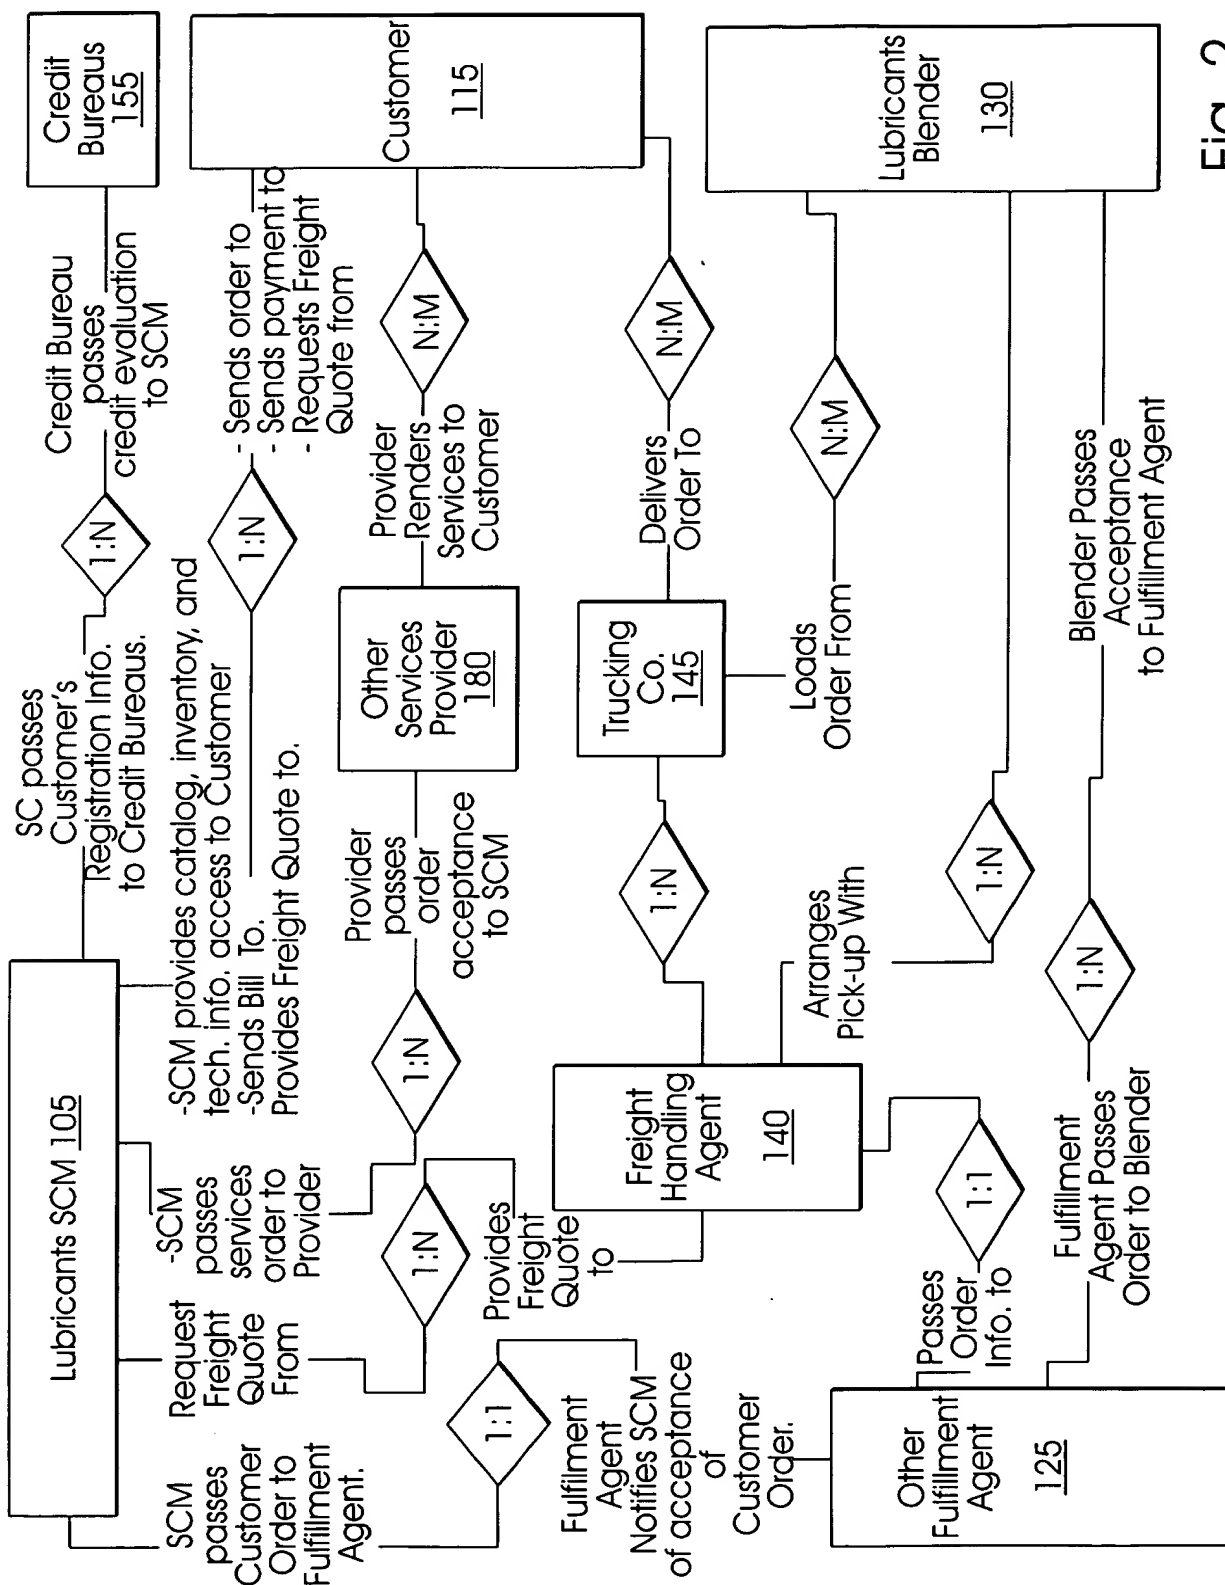 Lubricants SCM 105
SC passes
Customer's
Registration Info.
to Credit Bureaus.
1:N
Credit Bureau
passes
credit evaluation
to SCM
Credit
Bureaus
155
-SCM provides catalog, inventory, and
tech. info. access to Customer
-Sends Bill To.
Provides Freight Quote to.
1:N
- Sends order to
- Sends payment to
- Requests Freight
Quote from
Customer
115
-SCM
passes
services
order to
Provider
1:N
Provider
passes
order
acceptance
to SCM
Other
Services
Provider
180
Provider
Renders
Services to
Customer
N:M
Request
Freight
Quote
From
1:N
Provides
Freight
Quote
to
Freight
Handling
Agent
140
1:N
Trucking
Co.
145
Delivers
Order To
N:M
Loads
Order From
N:M
Lubricants
Blender
130
Arranges
Pick-up With
1:N
SCM
passes
Customer
Order to
Fulfillment
Agent.
1:1
Fulfillment
Agent
Notifies SCM
of acceptance
of
Customer
Order.
Other
Fulfillment
Agent
125
Passes
Order
Info. to
1:1
Fulfillment
Agent Passes
Order to Blender
1:N
Blender Passes
Acceptance
to Fulfillment Agent
Fig. 2